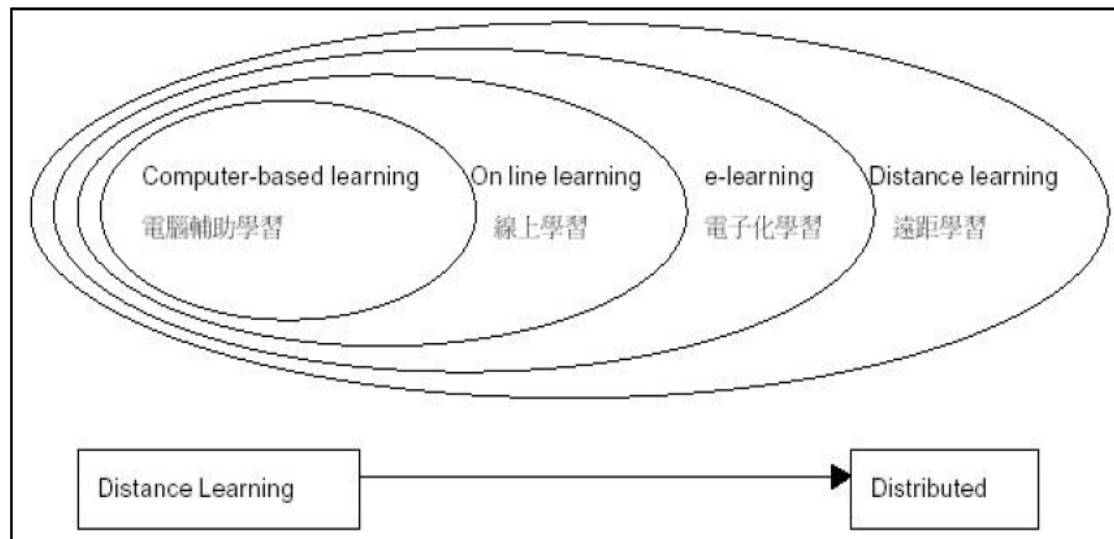 Computer-based learning On line learning e-learning Distance learning
電腦輔助學習 線上學習 電子化學習 遠距學習
Distance Learning Distributed